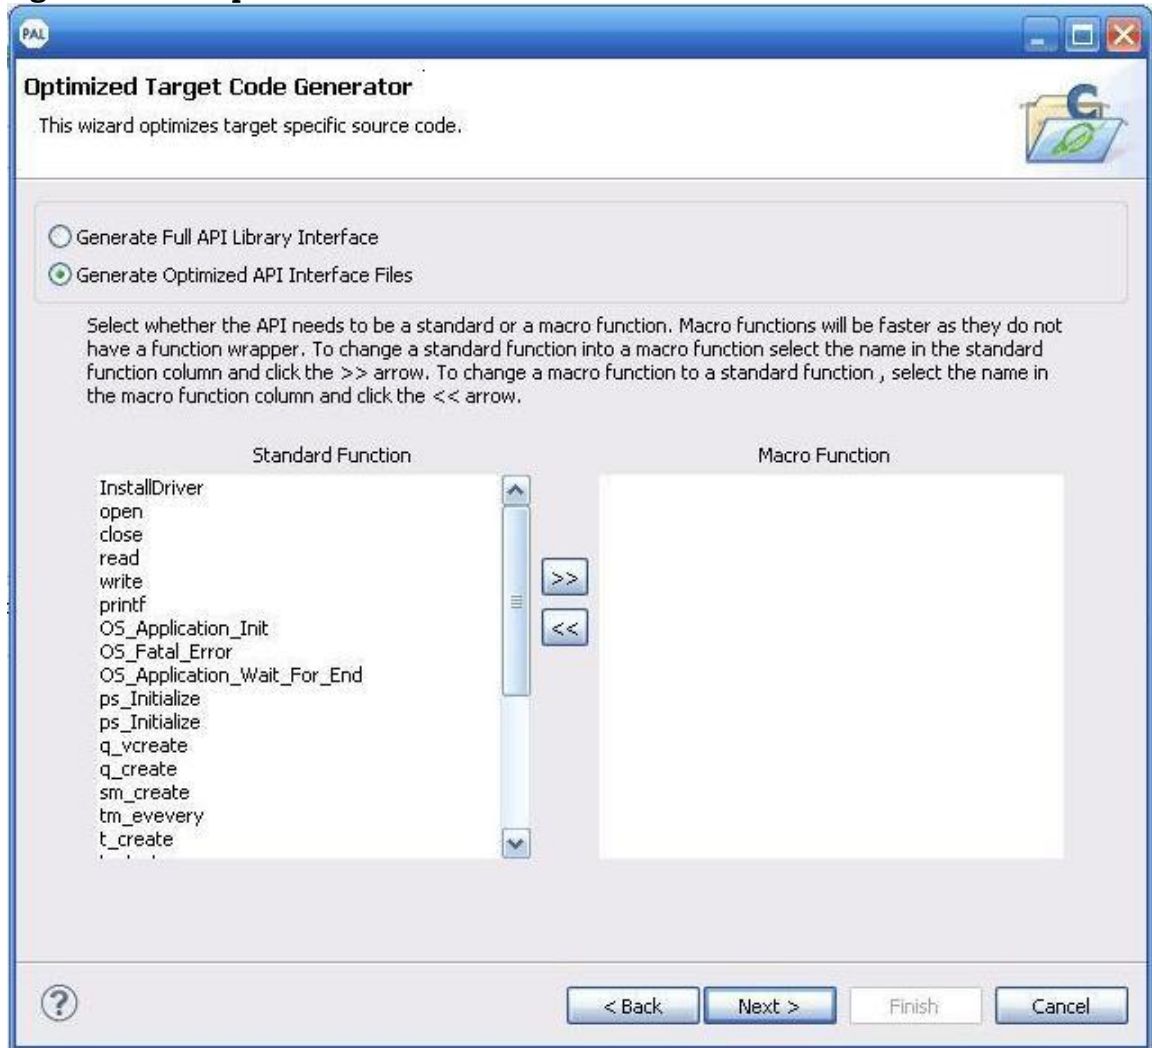 PAL
Optimized Target Code Generator
This wizard optimizes target specific source code.
C
Generate Full API Library Interface
Generate Optimized API Interface Files
Select whether the API needs to be a standard or a macro function. Macro functions will be faster as they do not
have a function wrapper. To change a standard function into a macro function select the name in the standard
function column and click the >> arrow. To change a macro function to a standard function , select the name in
the macro function column and click the << arrow.
Standard Function
Macro Function
InstallDriver
open
close
read
write
printf
OS_Application_Init
OS_Fatal_Error
OS_Application_Wait_For_End
ps_Initialize
ps_Initialize
q_vcreate
q_create
sm_create
tm_evevery
t_create
>>
<<
?
< Back
Next >
Finish
Cancel